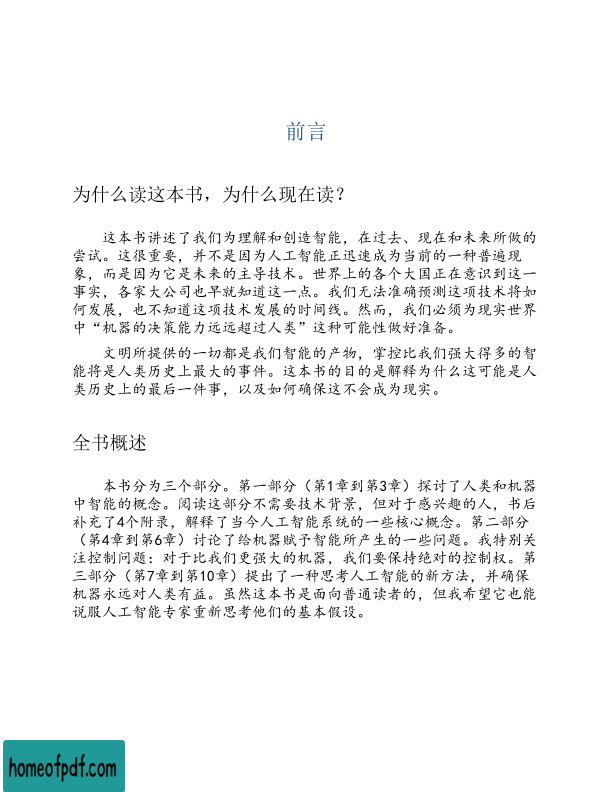 前言
为什么读这本书，为什么现在读？
这本书讲述了我们为理解和创造智能，在过去、现在和未来所做的
尝试。这很重要，并不是因为人工智能正迅速成为当前的一种普遍现
象，而是因为它是未来的主导技术。世界上的各个大国正在意识到这一
事实，各家大公司也早就知道这一点。我们无法准确预测这项技术将如
何发展，也不知道这项技术发展的时间线。然而，我们必须为现实世界
中“机器的决策能力远远超过人类”这种可能性做好准备。
文明所提供的一切都是我们智能的产物，掌控比我们强大得多的智
能将是人类历史上最大的事件。这本书的目的是解释为什么这可能是人
类历史上的最后一件事，以及如何确保这不会成为现实。
全书概述
本书分为三个部分。第一部分（第1章到第3章）探讨了人类和机器
中智能的概念。阅读这部分不需要技术背景，但对于感兴趣的人，书后
补充了4个附录，解释了当今人工智能系统的一些核心概念。第二部分
（第4章到第6章）讨论了给机器赋予智能所产生的一些问题。我特别关
注控制问题：对于比我们更强大的机器，我们要保持绝对的控制权。第
三部分（第7章到第10章）提出了一种思考人工智能的新方法，并确保
机器永远对人类有益。虽然这本书是面向普通读者的，但我希望它也能
说服人工智能专家重新思考他们的基本假设。
homeofpdf.com